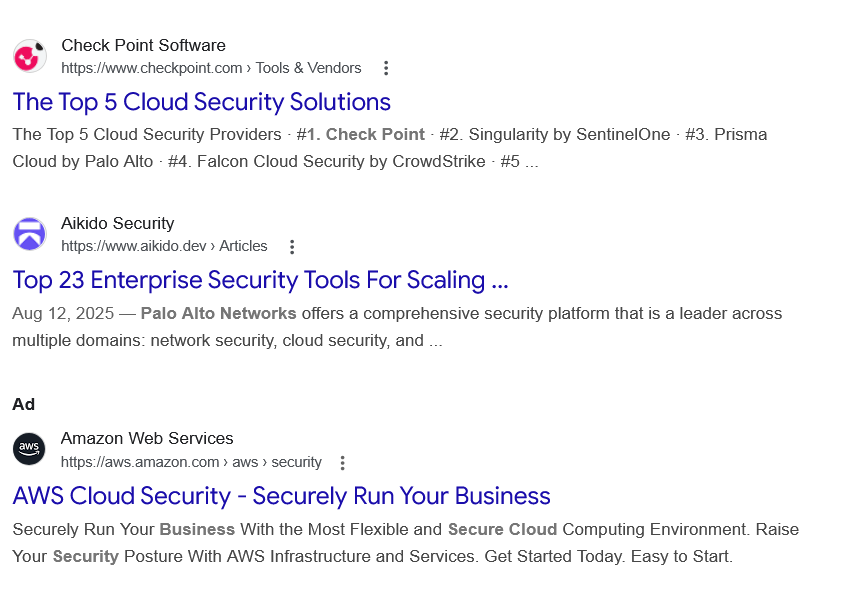 Check Point Software
https://www.checkpoint.com › Tools & Vendors
The Top 5 Cloud Security Solutions
The Top 5 Cloud Security Providers · #1. Check Point · #2. Singularity by SentinelOne · #3. Prisma
Cloud by Palo Alto · #4. Falcon Cloud Security by CrowdStrike · #5 ...
Aikido Security
https://www.aikido.dev › Articles
Top 23 Enterprise Security Tools For Scaling ...
Aug 12, 2025 — Palo Alto Networks offers a comprehensive security platform that is a leader across
multiple domains: network security, cloud security, and ...
Ad
aws
Amazon Web Services
https://aws.amazon.com › aws › security
AWS Cloud Security - Securely Run Your Business
Securely Run Your Business With the Most Flexible and Secure Cloud Computing Environment. Raise
Your Security Posture With AWS Infrastructure and Services. Get Started Today. Easy to Start.